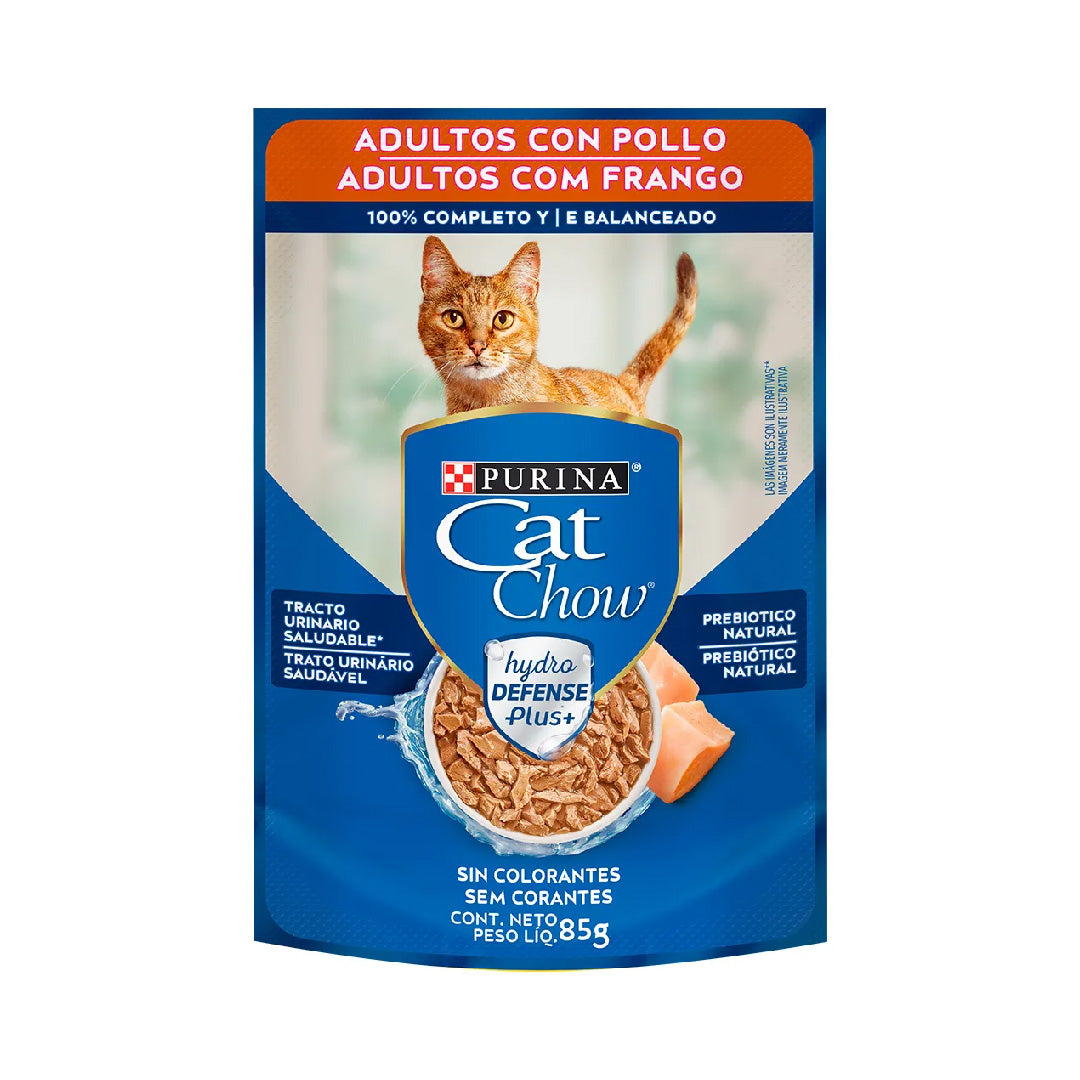 ADULTOS CON POLLO
ADULTOS COM FRANGO
100% COMPLETO Y | E BALANCEADO
LAS IMÁGENES SON ILUSTRATIVAS**
IMAGEM MERAMENTE ILUSTRATIVA
PURINA®
Cat
Chow®
hydro
DEFENSE
Plus+
TRACTO
URINARIO
SALUDABLE*
TRATO URINÁRIO
SAUDÁVEL
PREBIOTICO
NATURAL
PREBIÓTICO
NATURAL
SIN COLORANTES
SEM CORANTES
CONT. NETO
PESO LÍQ. 85g